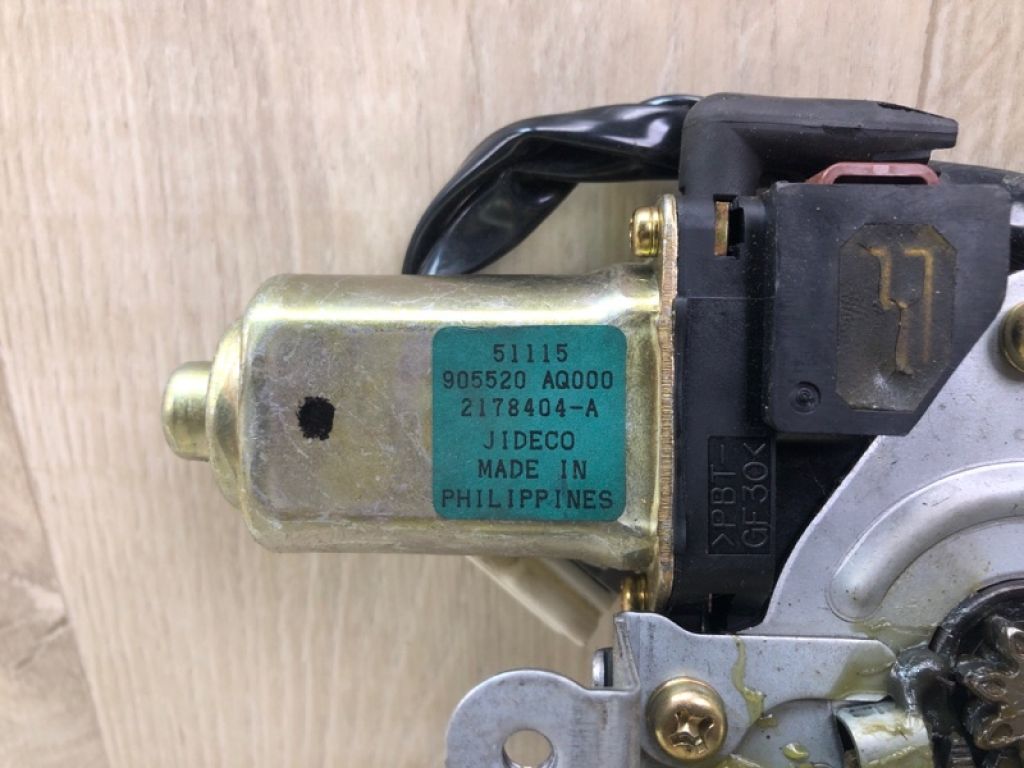 51115
905520 AQ000
2178404-A
JIDECO
MADE IN
PHILIPPINES
>PBT-
GF30<